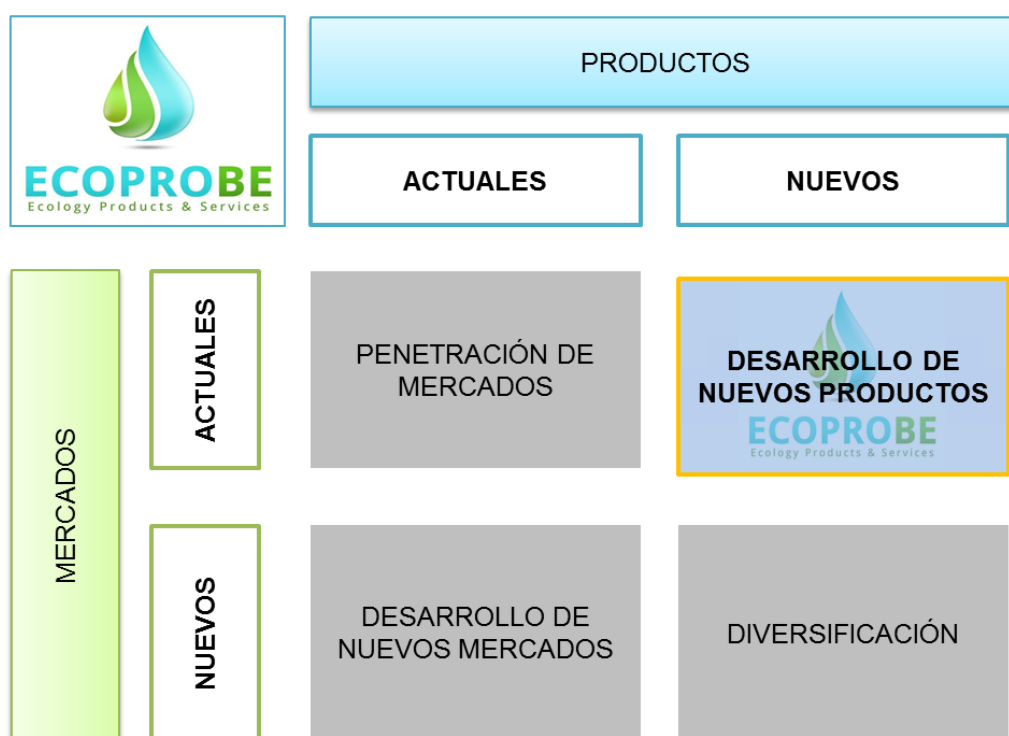 PRODUCTOS
ECOPROBE
Ecology Products & Services
ACTUALES
NUEVOS
MERCADOS
ACTUALES
PENETRACIÓN DE
MERCADOS
DESARROLLO DE
NUEVOS PRODUCTOS
ECOPROBE
Ecology Products & Services
NUEVOS
DESARROLLO DE
NUEVOS MERCADOS
DIVERSIFICACIÓN